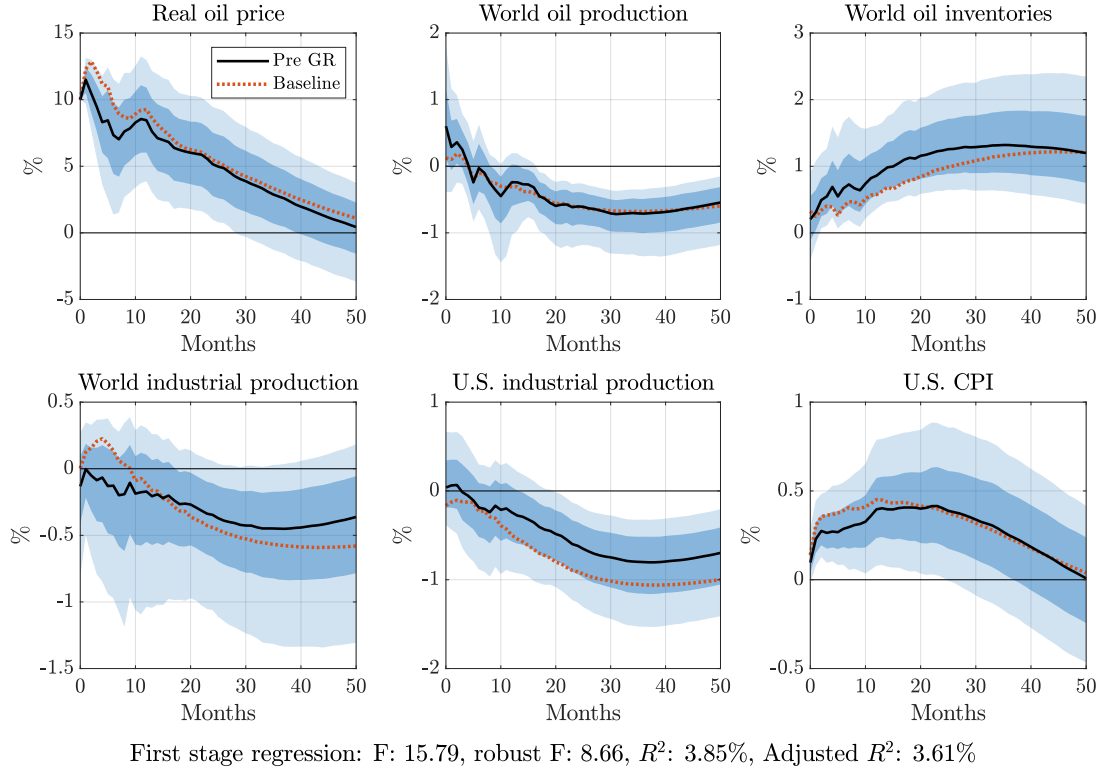 Real oil price
15
10
5
0
-5
%
0 10 20 30 40 50
Months
Pre GR
Baseline
World oil production
2
1
0
-1
-2
%
0 10 20 30 40 50
Months
World oil inventories
3
2
1
0
-1
%
0 10 20 30 40 50
Months
World industrial production
0.5
0
-0.5
-1
-1.5
%
0 10 20 30 40 50
Months
U.S. industrial production
1
0
-1
-2
%
0 10 20 30 40 50
Months
U.S. CPI
1
0.5
0
-0.5
%
0 10 20 30 40 50
Months
First stage regression: F: 15.79, robust F: 8.66, R²: 3.85%, Adjusted R²: 3.61%